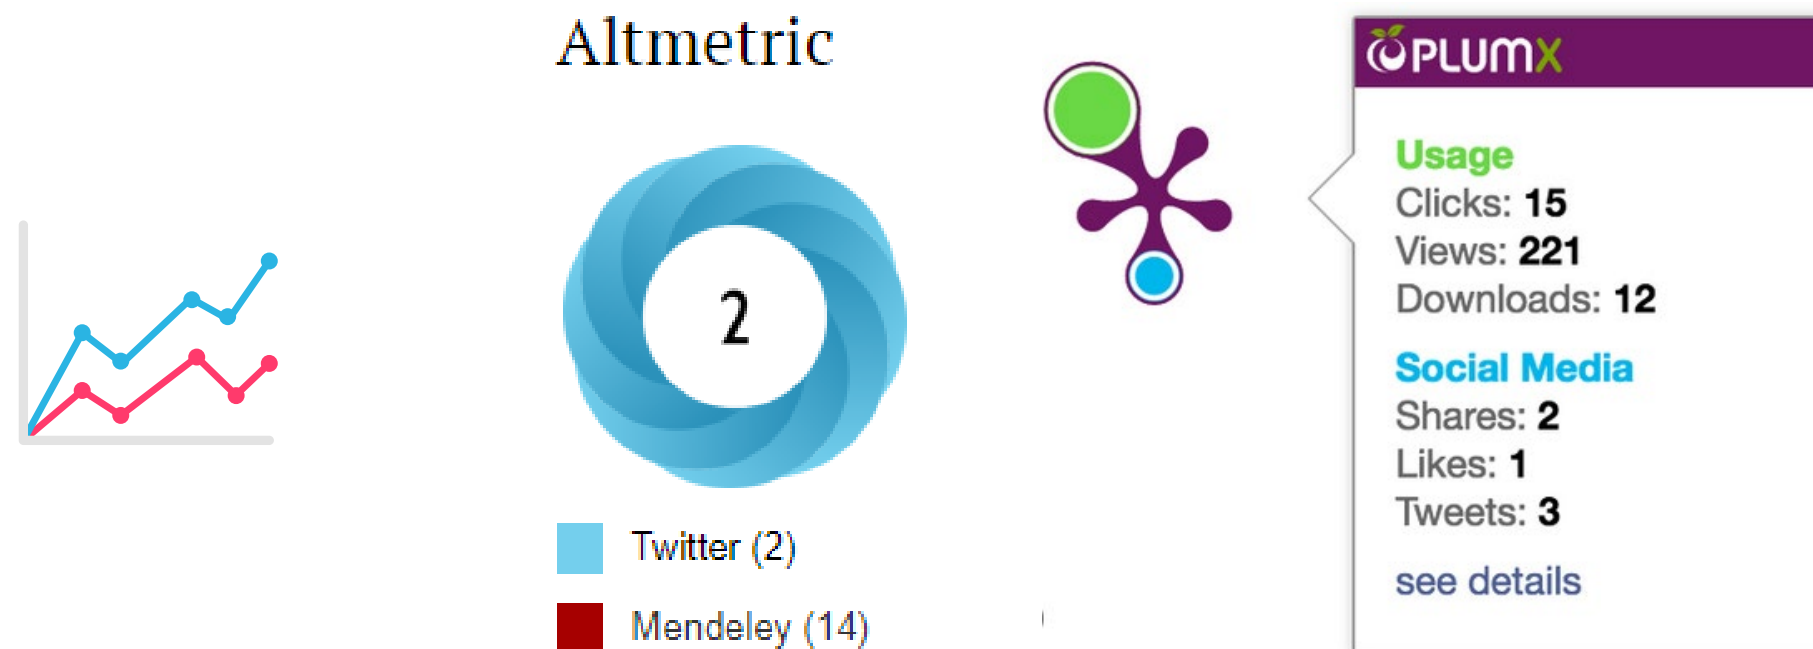 Altmetric
2
Twitter (2)
Mendeley (14)
PLUMX
Usage
Clicks: 15
Views: 221
Downloads: 12
Social Media
Shares: 2
Likes: 1
Tweets: 3
see details